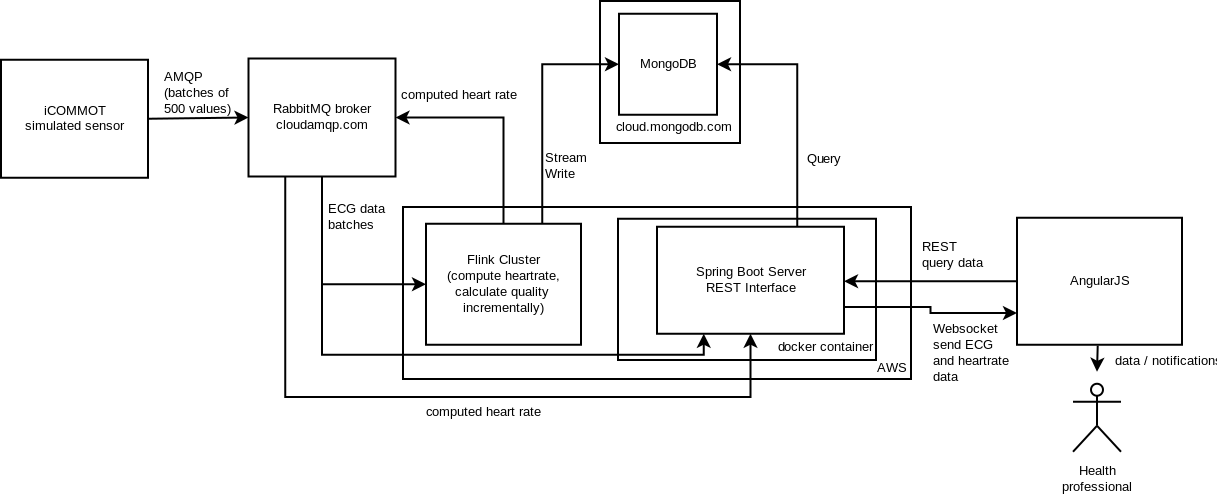 iCOMMOT
simulated sensor
AMQP
(batches of
500 values)
RabbitMQ broker
cloudamqp.com
computed heart rate
MongoDB
cloud.mongodb.com
Stream
Write
Query
ECG data
batches
Flink Cluster
(compute heartrate,
calculate quality
incrementally)
Spring Boot Server
REST Interface
docker container
AWS
computed heart rate
REST
query data
AngularJS
Websocket
send ECG
and heartrate
data
data / notifications
Health
professional